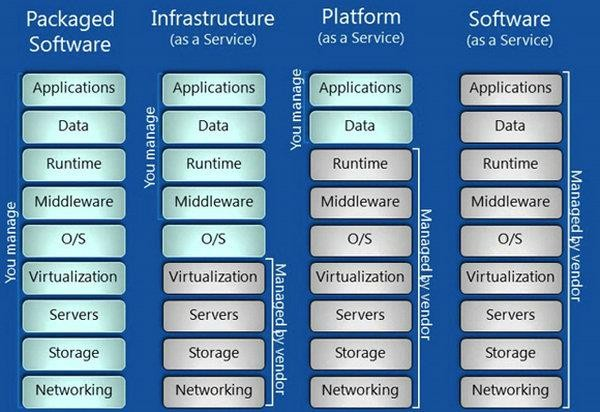 Packaged
Software
You manage
Applications
Data
Runtime
Middleware
O/S
Virtualization
Servers
Storage
Networking
Infrastructure
(as a Service)
You manage
Applications
Data
Runtime
Middleware
O/S
Virtualization
Servers
Storage
Networking
Managed by vendor
Platform
(as a Service)
You manage
Applications
Data
Runtime
Middleware
O/S
Virtualization
Servers
Storage
Networking
Managed by vendor
Software
(as a Service)
Applications
Data
Runtime
Middleware
O/S
Virtualization
Servers
Storage
Networking
Managed by vendor